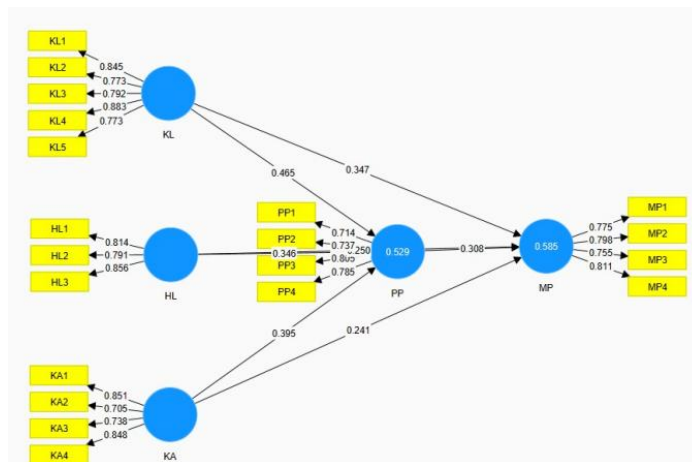 KL1
KL2
KL3
KL4
KL5
0.845
0.773
0.792
0.883
0.773
KL
0.347
0.465
HL1
HL2
HL3
0.814
0.791
0.856
HL
0.346
PP1
PP2
PP3
PP4
0.714
0.737
0.785
0.529
PP
0.308
0.585
MP
0.775
0.798
0.755
0.811
MP1
MP2
MP3
MP4
0.395
0.241
KA1
KA2
KA3
KA4
0.851
0.705
0.738
0.848
KA